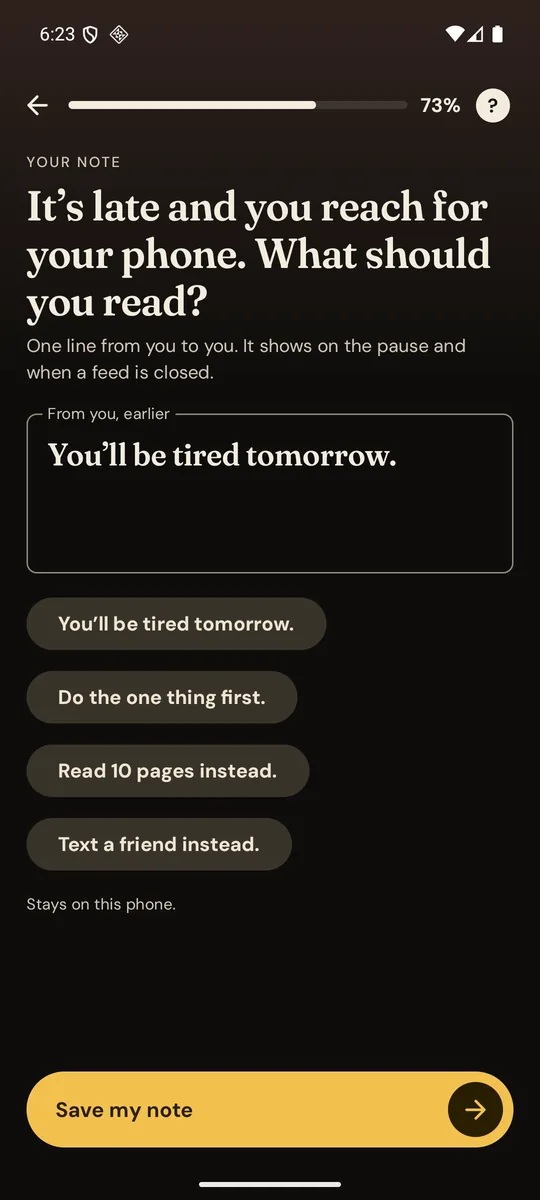 6:23
73%
?
YOUR NOTE
It’s late and you reach for
your phone. What should
you read?
One line from you to you. It shows on the pause and
when a feed is closed.
From you, earlier
You’ll be tired tomorrow.
You’ll be tired tomorrow.
Do the one thing first.
Read 10 pages instead.
Text a friend instead.
Stays on this phone.
Save my note